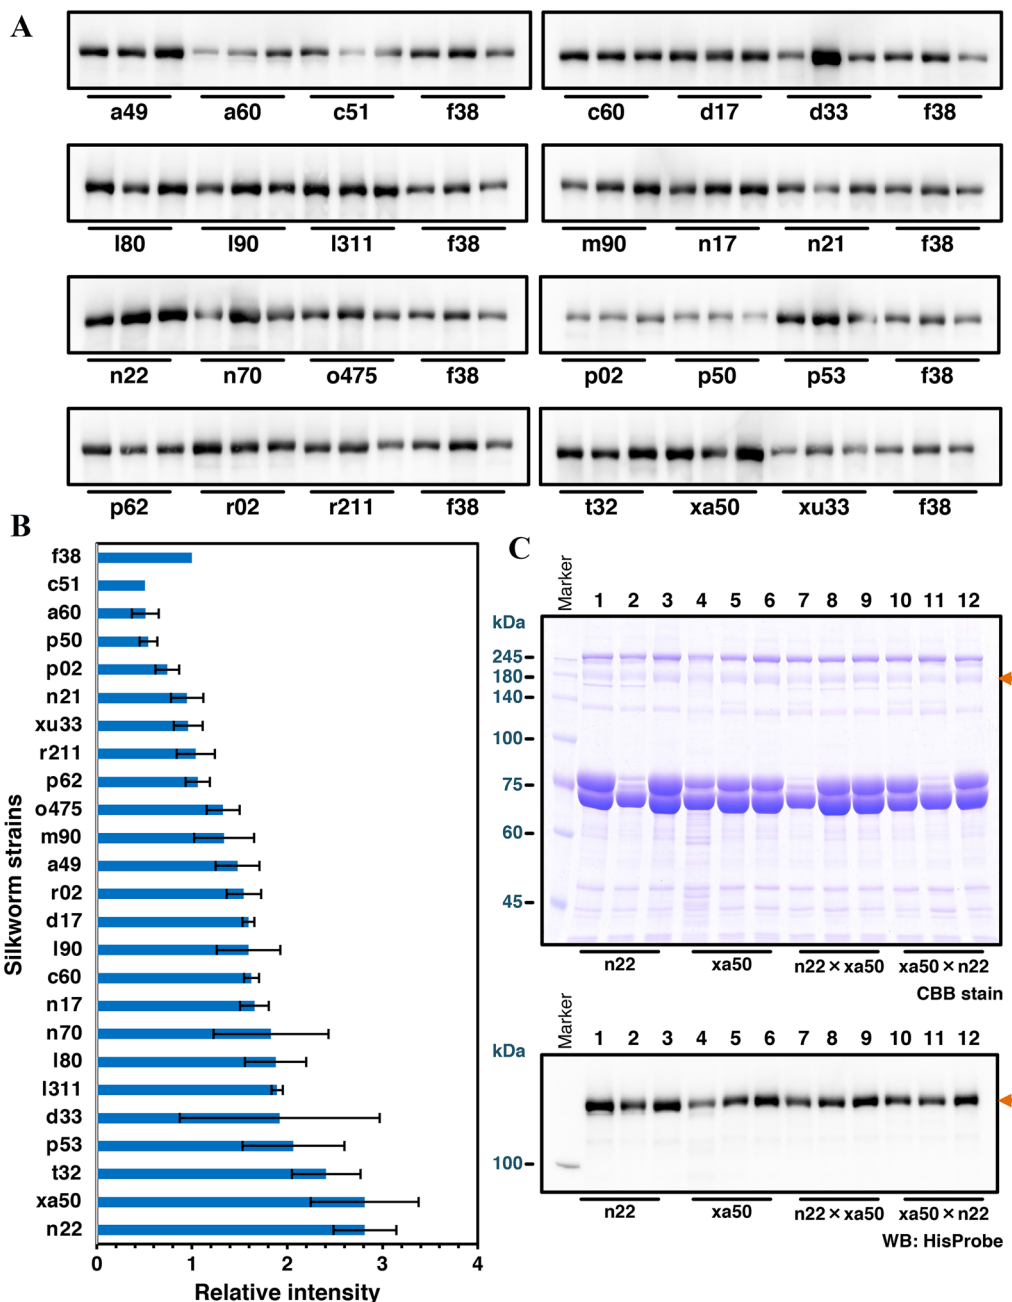 A
a49 a60 c51 f38
c60 d17 d33 f38
l80 l90 l311 f38
m90 n17 n21 f38
n22 n70 o475 f38
p02 p50 p53 f38
p62 r02 r211 f38
t32 xa50 xu33 f38
B
Silkworm strains
f38
c51
a60
p50
p02
n21
xu33
r211
p62
o475
m90
a49
r02
d17
l90
c60
n17
n70
l80
l311
d33
p53
t32
xa50
n22
0 1 2 3 4
Relative intensity
C
Marker
1 2 3 4 5 6 7 8 9 10 11 12
kDa
245
180
140
100
75
60
45
n22 xa50 n22×xa50 xa50×n22
CBB stain
Marker
1 2 3 4 5 6 7 8 9 10 11 12
kDa
100
n22 xa50 n22×xa50 xa50×n22
WB: HisProbe